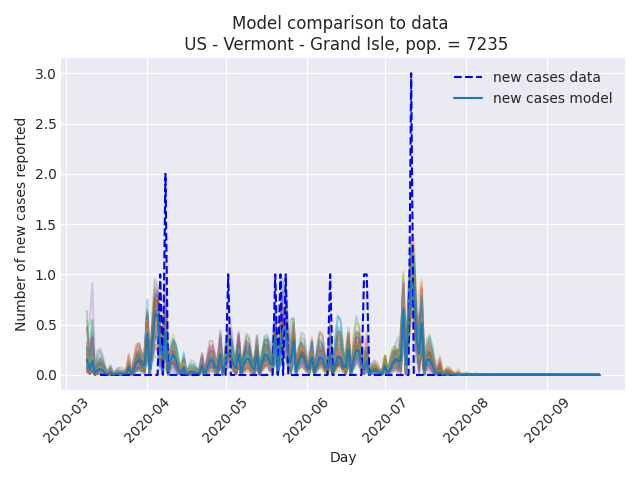 Model comparison to data
US - Vermont - Grand Isle, pop. = 7235
new cases data
new cases model
Number of new cases reported
3.0
2.5
2.0
1.5
1.0
0.5
0.0
2020-03
2020-04
2020-05
2020-06
2020-07
2020-08
2020-09
Day